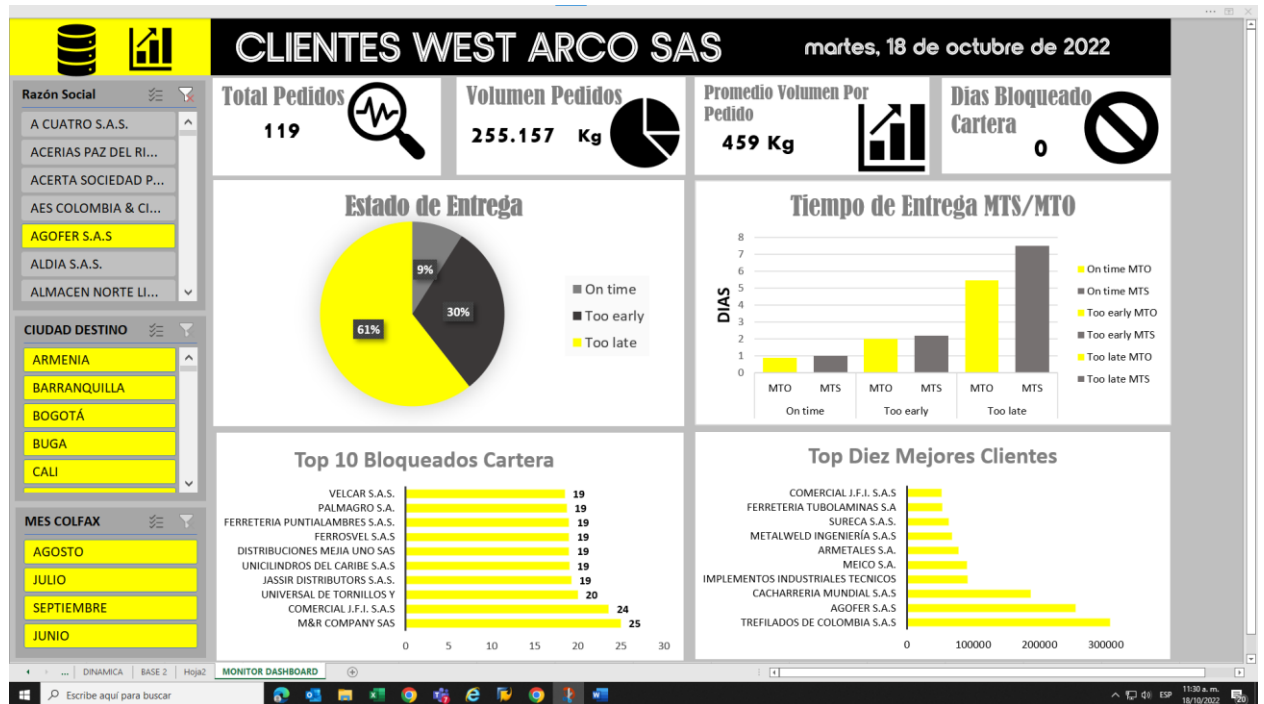 CLIENTES WEST ARCO SAS
martes, 18 de octubre de 2022
Razón Social
A CUATRO S.A.S.
ACERIAS PAZ DEL RI...
ACERTA SOCIEDAD P...
AES COLOMBIA & CI...
AGOFER S.A.S
ALDIA S.A.S.
ALMACEN NORTE LI...
CIUDAD DESTINO
ARMENIA
BARRANQUILLA
BOGOTÁ
BUGA
CALI
MES COLFAX
AGOSTO
JULIO
SEPTIEMBRE
JUNIO
Total Pedidos
119
Volumen Pedidos
255.157 Kg
Promedio Volumen Por
Pedido
459 Kg
Dias Bloqueado
Cartera
0
Estado de Entrega
9%
30%
61%
On time
Too early
Too late
Tiempo de Entrega MTS/MTO
DIAS
8
7
6
5
4
3
2
1
0
MTO MTS MTO MTS MTO MTS
On time Too early Too late
On time MTO
On time MTS
Too early MTO
Too early MTS
Too late MTO
Too late MTS
Top 10 Bloqueados Cartera
VELCAR S.A.S. 19
PALMAGRO S.A. 19
FERRETERIA PUNTIALAMBRES S.A.S. 19
FERROSVEL S.A.S 19
DISTRIBUCIONES MEJIA UNO SAS 19
UNICILINDROS DEL CARIBE S.A.S 19
JASSIR DISTRIBUTORS S.A.S. 19
UNIVERSAL DE TORNILLOS Y 20
COMERCIAL J.F.I. S.A.S 24
M&R COMPANY SAS 25
0 5 10 15 20 25 30
Top Diez Mejores Clientes
COMERCIAL J.F.I. S.A.S
FERRETERIA TUBOLAMINAS S.A
SURECA S.A.S.
METALWELD INGENIERÍA S.A.S
ARMETALES S.A.
MEICO S.A.
IMPLEMENTOS INDUSTRIALES TECNICOS
CACHARRERIA MUNDIAL S.A.S
AGOFER S.A.S
TREFILADOS DE COLOMBIA S.A.S
0 100000 200000 300000
... DINAMICA BASE 2 Hoja2 MONITOR DASHBOARD
Escribe aquí para buscar
ESP
11:30 a. m.
18/10/2022
20